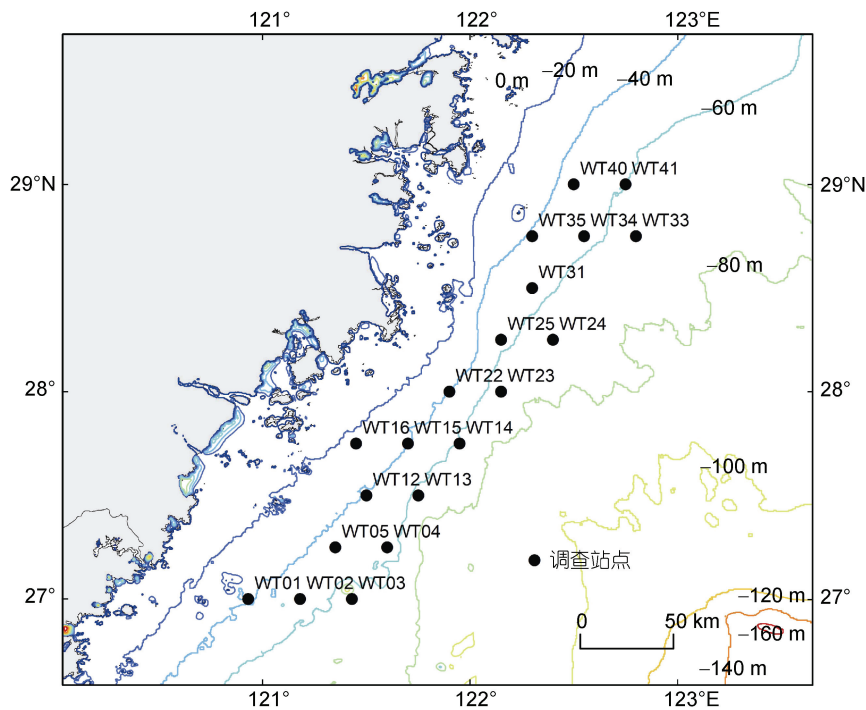 121° 122° 123°E
0 m −20 m −40 m
−60 m
WT40 WT41
29°N 29°N
WT35 WT34 WT33
−80 m
WT31
WT25 WT24
28° WT22 WT23 28°
WT16 WT15 WT14
−100 m
WT12 WT13
WT05 WT04
调查站点
27° WT01 WT02 WT03 −120 m 27°
0 50 km
−160 m
−140 m
121° 122° 123°E